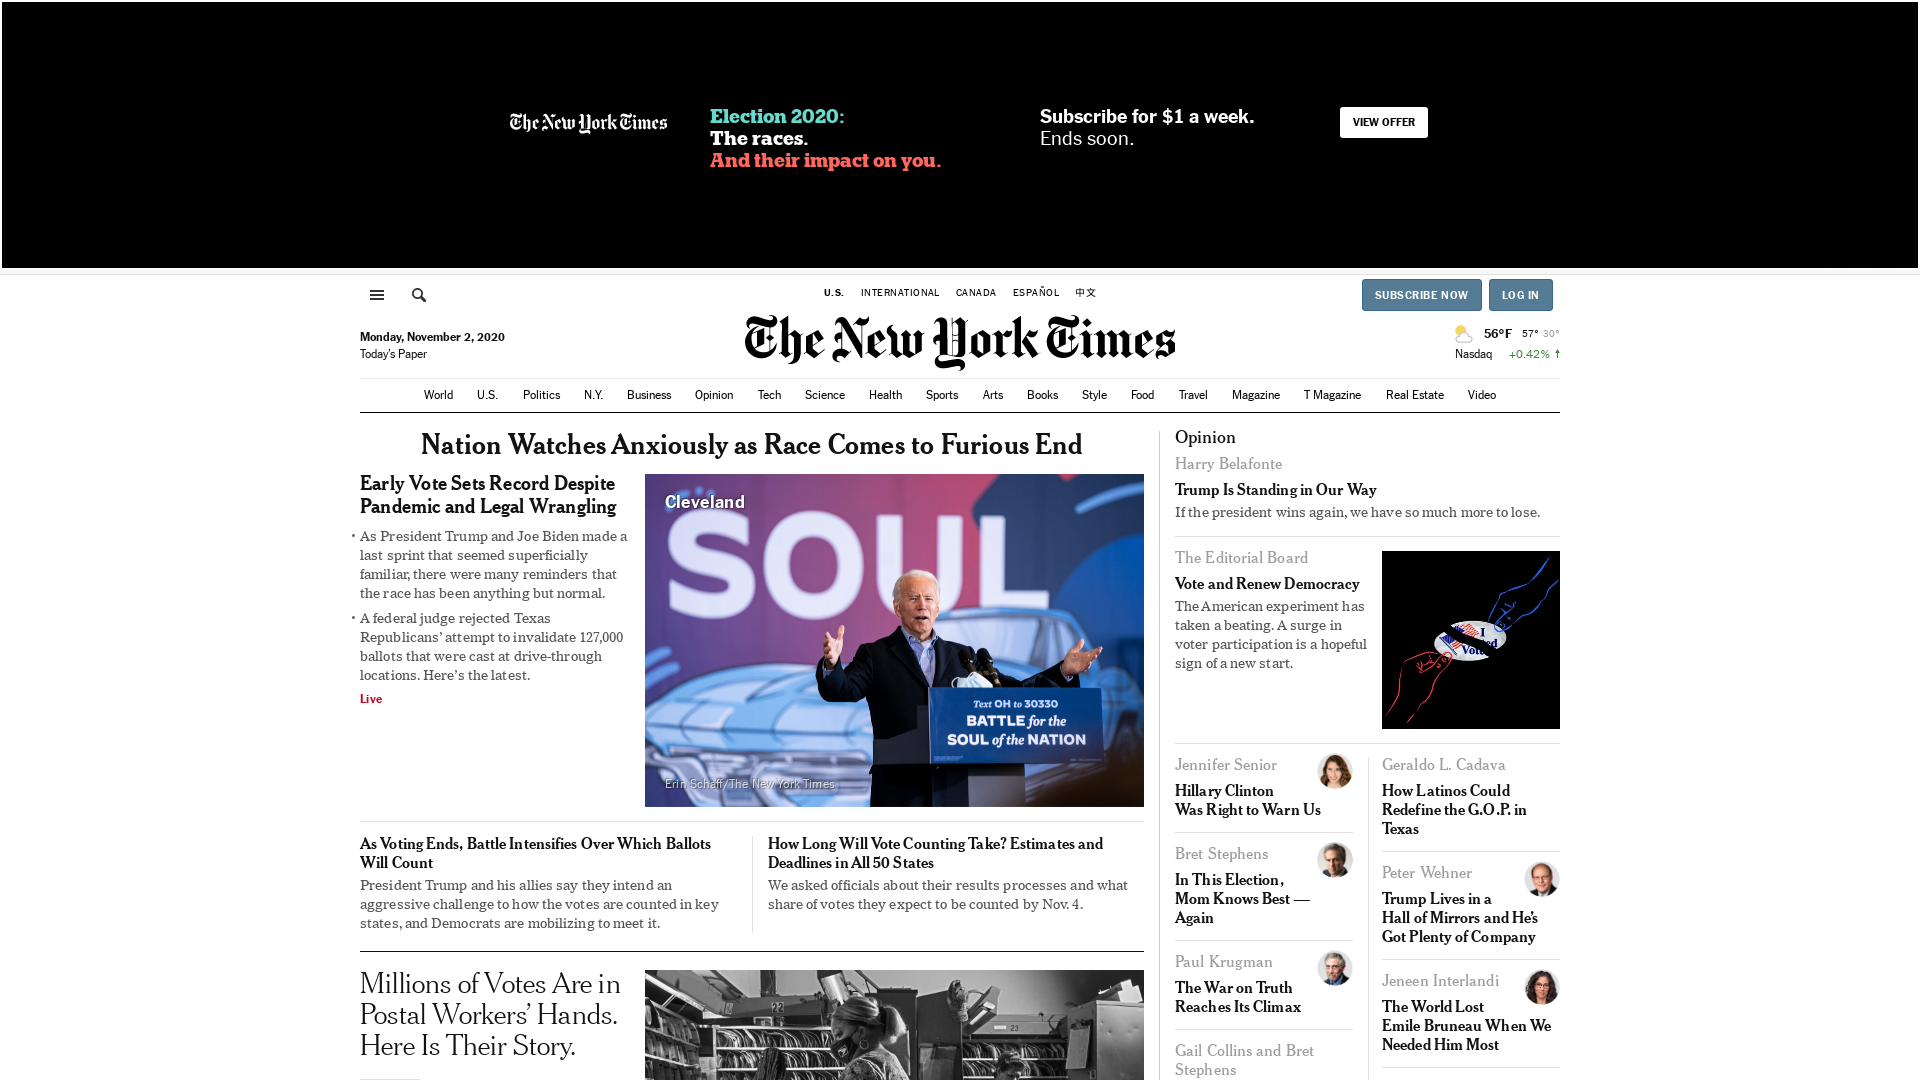 The New York Times
Election 2020:
The races.
And their impact on you.
Subscribe for $1 a week.
Ends soon.
VIEW OFFER
U.S. INTERNATIONAL CANADA ESPAÑOL 中文
SUBSCRIBE NOW LOG IN
Monday, November 2, 2020
Today's Paper
The New York Times
56°F 57° 30°
Nasdaq +0.42% ↑
World U.S. Politics N.Y. Business Opinion Tech Science Health Sports Arts Books Style Food Travel Magazine T Magazine Real Estate Video
Nation Watches Anxiously as Race Comes to Furious End
Early Vote Sets Record Despite
Pandemic and Legal Wrangling
• As President Trump and Joe Biden made a
last sprint that seemed superficially
familiar, there were many reminders that
the race has been anything but normal.
• A federal judge rejected Texas
Republicans’ attempt to invalidate 127,000
ballots that were cast at drive-through
locations. Here’s the latest.
Live
Cleveland
SOUL
Text OH to 30330
BATTLE for the
SOUL of the NATION
Erin Schaff/The New York Times
As Voting Ends, Battle Intensifies Over Which Ballots
Will Count
President Trump and his allies say they intend an
aggressive challenge to how the votes are counted in key
states, and Democrats are mobilizing to meet it.
How Long Will Vote Counting Take? Estimates and
Deadlines in All 50 States
We asked officials about their results processes and what
share of votes they expect to be counted by Nov. 4.
Millions of Votes Are in
Postal Workers’ Hands.
Here Is Their Story.
22
23
Opinion
Harry Belafonte
Trump Is Standing in Our Way
If the president wins again, we have so much more to lose.
The Editorial Board
Vote and Renew Democracy
The American experiment has
taken a beating. A surge in
voter participation is a hopeful
sign of a new start.
I
Voted
Jennifer Senior
Hillary Clinton
Was Right to Warn Us
Bret Stephens
In This Election,
Mom Knows Best —
Again
Paul Krugman
The War on Truth
Reaches Its Climax
Gail Collins and Bret
Stephens
Geraldo L. Cadava
How Latinos Could
Redefine the G.O.P. in
Texas
Peter Wehner
Trump Lives in a
Hall of Mirrors and He’s
Got Plenty of Company
Jeneen Interlandi
The World Lost
Emile Bruneau When We
Needed Him Most